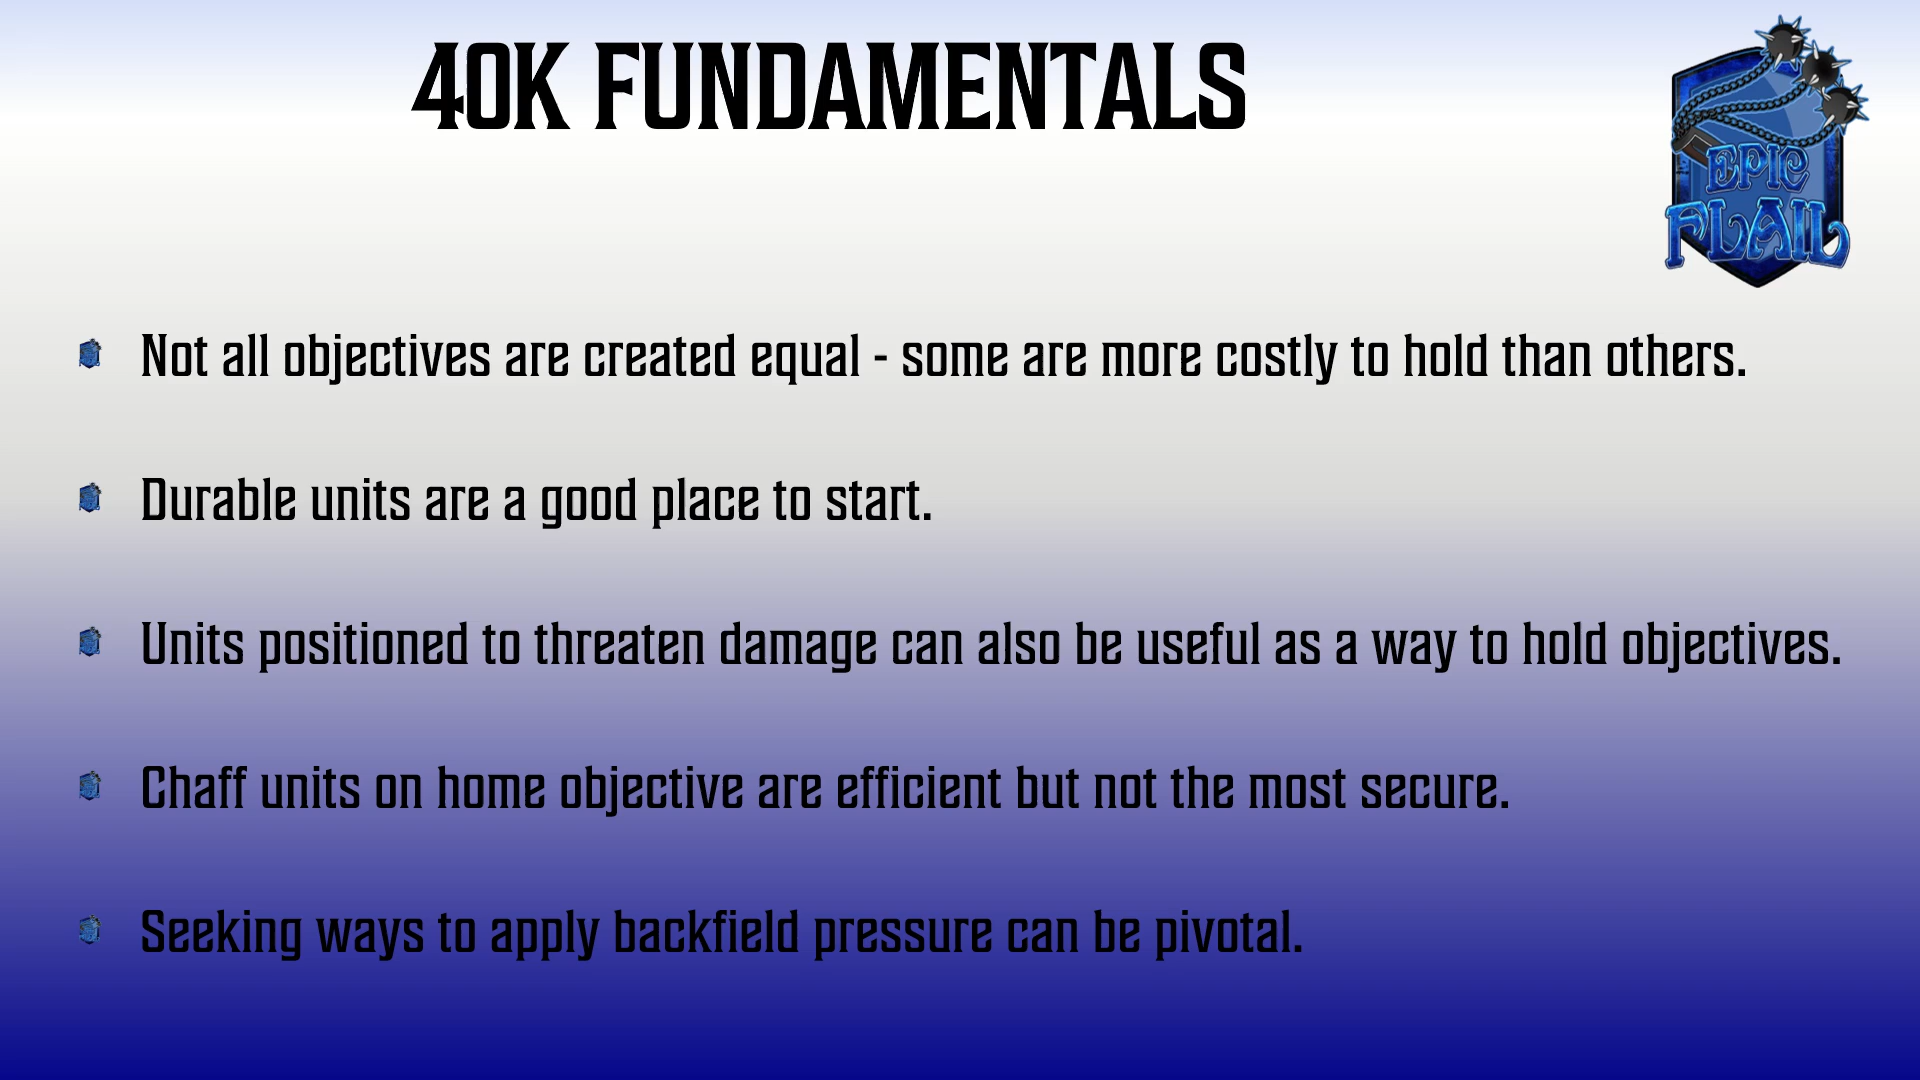 40K FUNDAMENTALS
EPIC
FLAIL
Not all objectives are created equal - some are more costly to hold than others.
Durable units are a good place to start.
Units positioned to threaten damage can also be useful as a way to hold objectives.
Chaff units on home objective are efficient but not the most secure.
Seeking ways to apply backfield pressure can be pivotal.